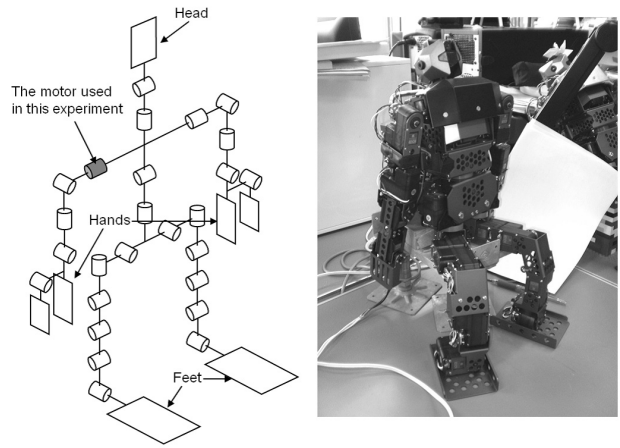 Head
The motor used
in this experiment
Hands
Feet